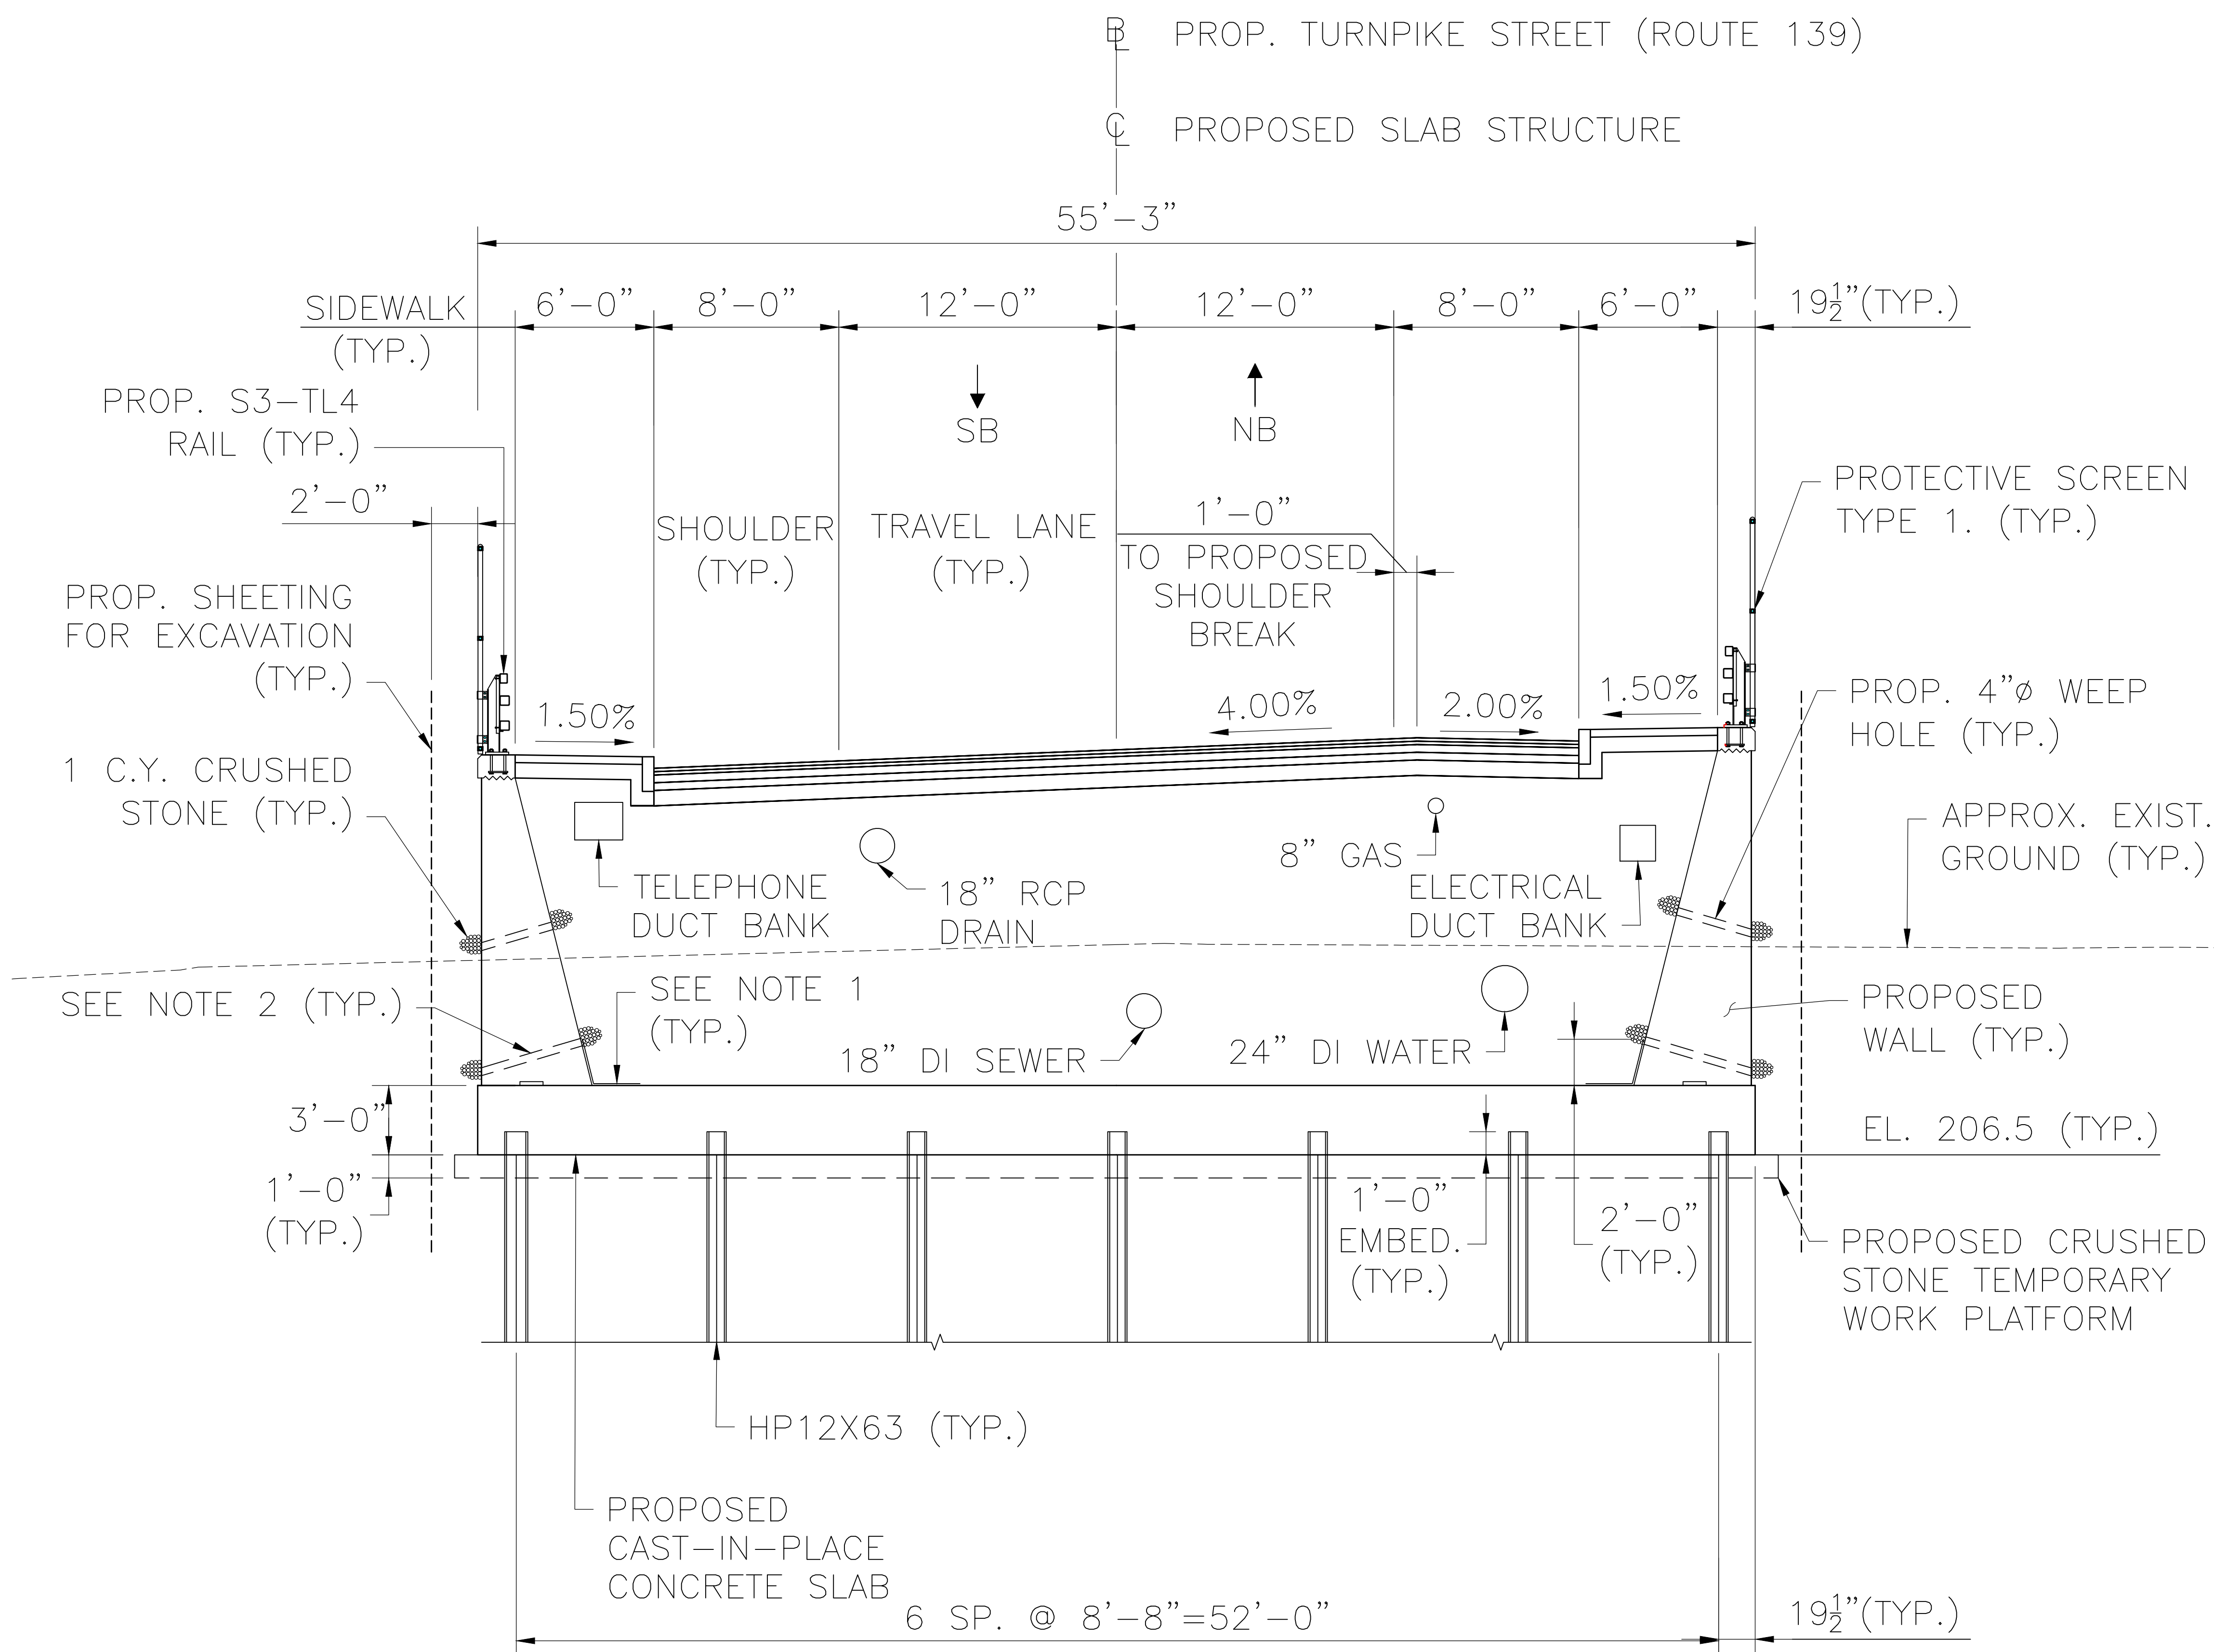 ℄ PROP. TURNPIKE STREET (ROUTE 139)
℄ PROPOSED SLAB STRUCTURE
55'-3"
SIDEWALK
(TYP.)
6'-0"
8'-0"
12'-0"
12'-0"
8'-0"
6'-0"
19½"(TYP.)
PROP. S3-TL4
RAIL (TYP.)
SB
NB
2'-0"
SHOULDER
(TYP.)
TRAVEL LANE
(TYP.)
1'-0"
TO PROPOSED
SHOULDER
BREAK
PROTECTIVE SCREEN
TYPE 1. (TYP.)
PROP. SHEETING
FOR EXCAVATION
(TYP.)
1.50%
4.00%
2.00%
1.50%
PROP. 4"ø WEEP
HOLE (TYP.)
1 C.Y. CRUSHED
STONE (TYP.)
APPROX. EXIST.
GROUND (TYP.)
8" GAS
TELEPHONE
DUCT BANK
18" RCP
DRAIN
ELECTRICAL
DUCT BANK
SEE NOTE 2 (TYP.)
SEE NOTE 1
(TYP.)
18" DI SEWER
24" DI WATER
PROPOSED
WALL (TYP.)
3'-0"
EL. 206.5 (TYP.)
1'-0"
(TYP.)
1'-0"
EMBED.
(TYP.)
2'-0"
(TYP.)
PROPOSED CRUSHED
STONE TEMPORARY
WORK PLATFORM
HP12X63 (TYP.)
PROPOSED
CAST-IN-PLACE
CONCRETE SLAB
6 SP. @ 8'-8"=52'-0"
19½"(TYP.)